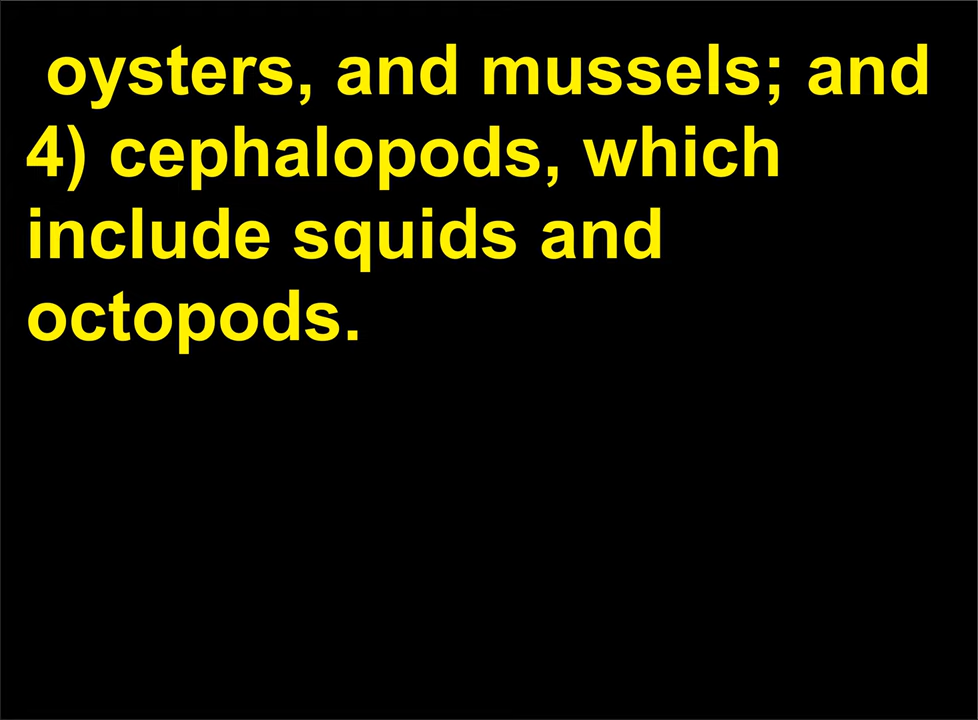 oysters, and mussels; and
4) cephalopods, which
include squids and
octopods.